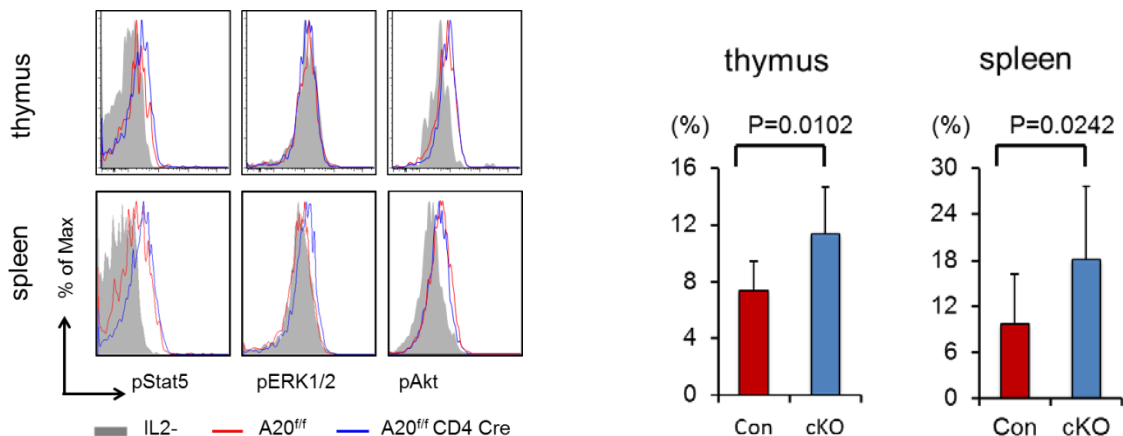 thymus
spleen
% of Max
pStat5 pERK1/2 pAkt
IL2- A20f/f A20f/f CD4 Cre
thymus
(%) P=0.0102
16
12
8
4
0
Con cKO
spleen
(%) P=0.0242
30
24
18
12
6
0
Con cKO